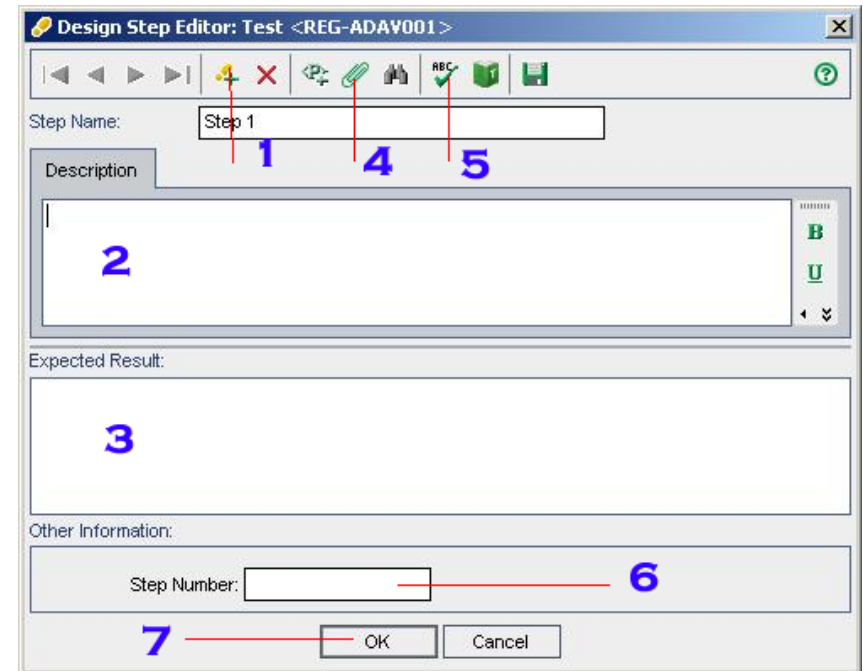 Design Step Editor: Test <REG-ADAV001>
<P>
ABC
?
Step Name: Step 1
1 4 5
Description
2
B
U
Expected Result:
3
Other Information:
Step Number: 6
7 OK Cancel